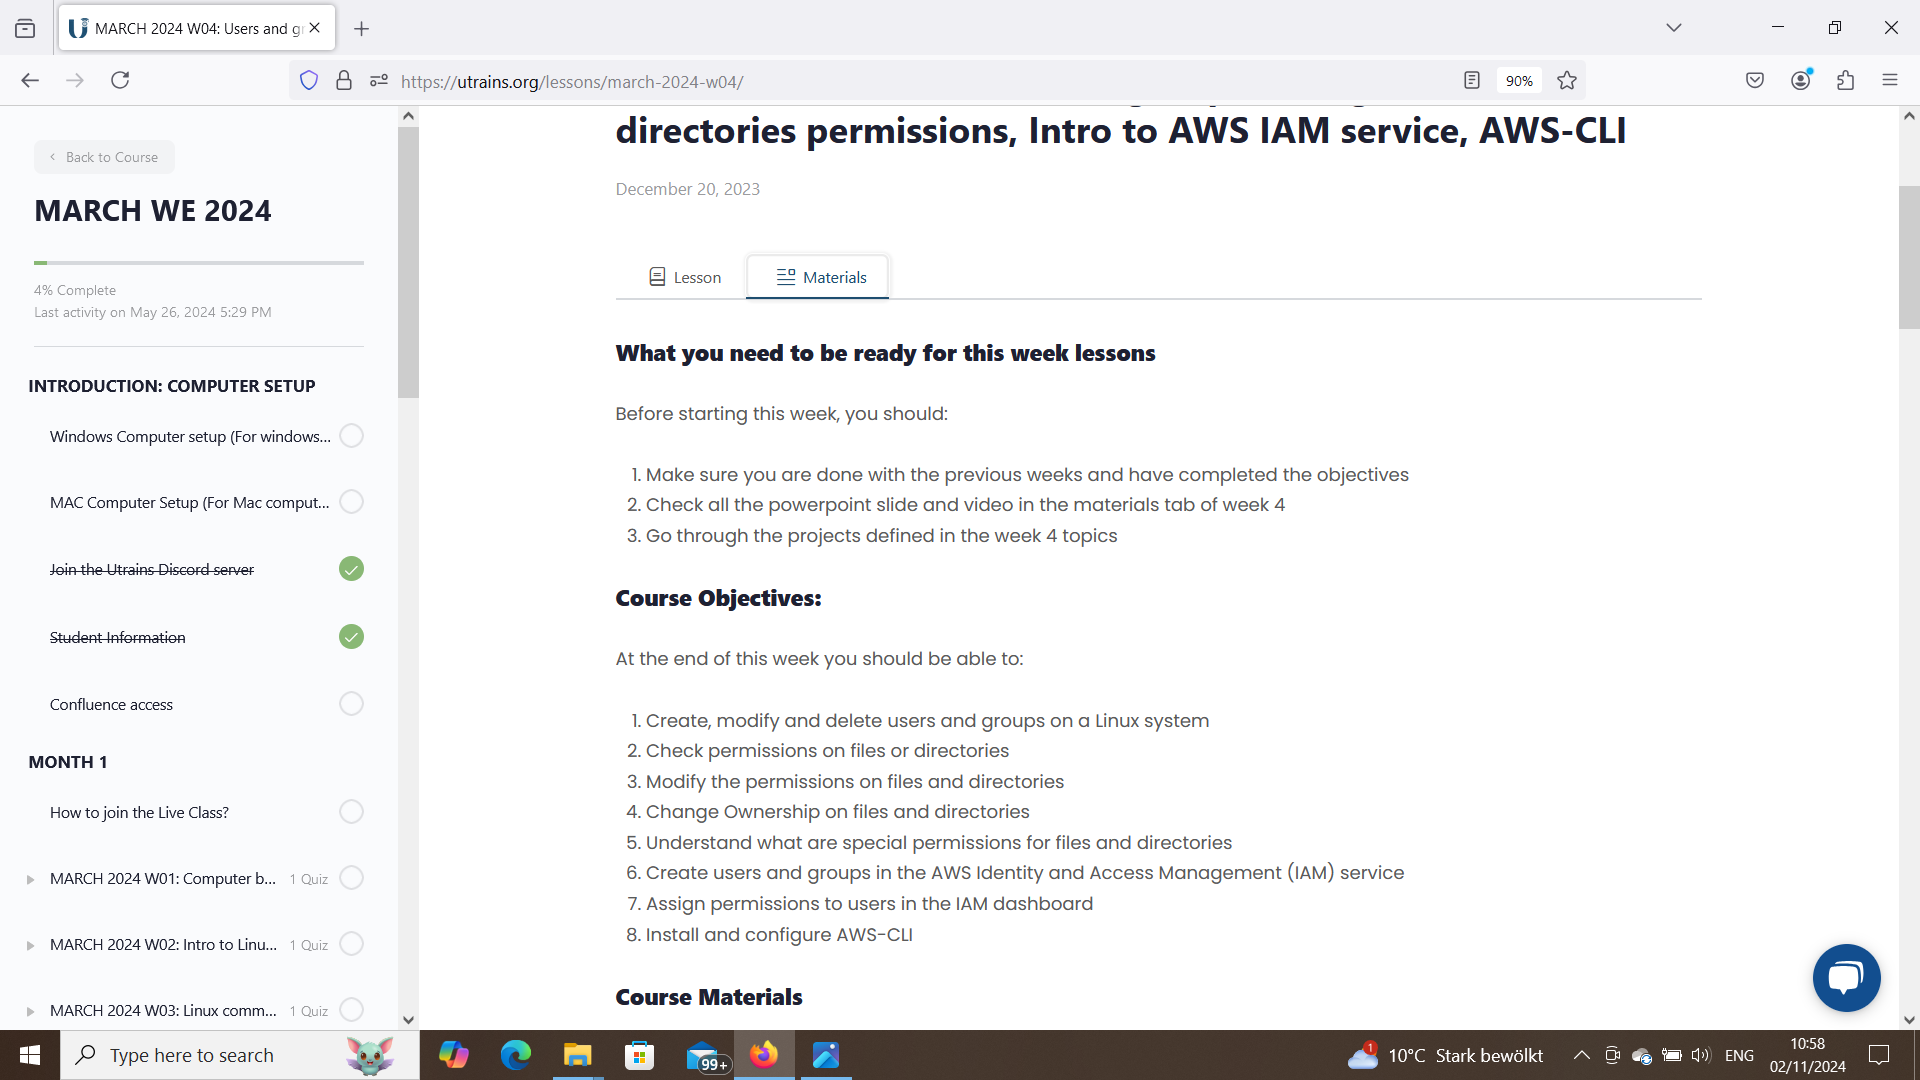 MARCH 2024 W04: Users and gr
https://utrains.org/lessons/march-2024-w04/
90%
Back to Course
MARCH WE 2024
4% Complete
Last activity on May 26, 2024 5:29 PM
INTRODUCTION: COMPUTER SETUP
Windows Computer setup (For windows...
MAC Computer Setup (For Mac comput...
Join the Utrains Discord server
Student Information
Confluence access
MONTH 1
How to join the Live Class?
MARCH 2024 W01: Computer b... 1 Quiz
MARCH 2024 W02: Intro to Linu... 1 Quiz
MARCH 2024 W03: Linux comm... 1 Quiz
directories permissions, Intro to AWS IAM service, AWS-CLI
December 20, 2023
Lesson
Materials
What you need to be ready for this week lessons
Before starting this week, you should:
1. Make sure you are done with the previous weeks and have completed the objectives
2. Check all the powerpoint slide and video in the materials tab of week 4
3. Go through the projects defined in the week 4 topics
Course Objectives:
At the end of this week you should be able to:
1. Create, modify and delete users and groups on a Linux system
2. Check permissions on files or directories
3. Modify the permissions on files and directories
4. Change Ownership on files and directories
5. Understand what are special permissions for files and directories
6. Create users and groups in the AWS Identity and Access Management (IAM) service
7. Assign permissions to users in the IAM dashboard
8. Install and configure AWS-CLI
Course Materials
Type here to search
99+
1
10°C Stark bewölkt
ENG
10:58
02/11/2024